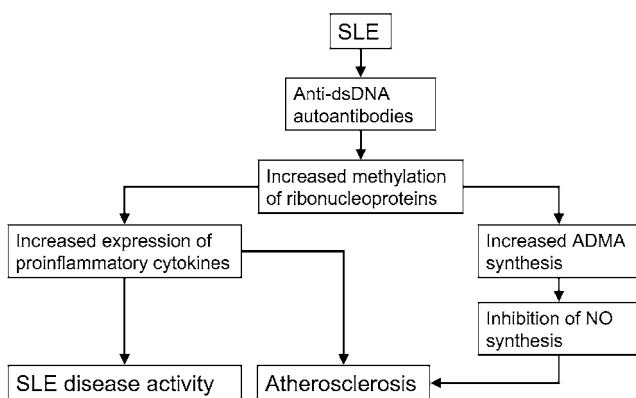 SLE
Anti-dsDNA
autoantibodies
Increased methylation
of ribonucleoproteins
Increased expression of
proinflammatory cytokines
Increased ADMA
synthesis
Inhibition of NO
synthesis
SLE disease activity
Atherosclerosis